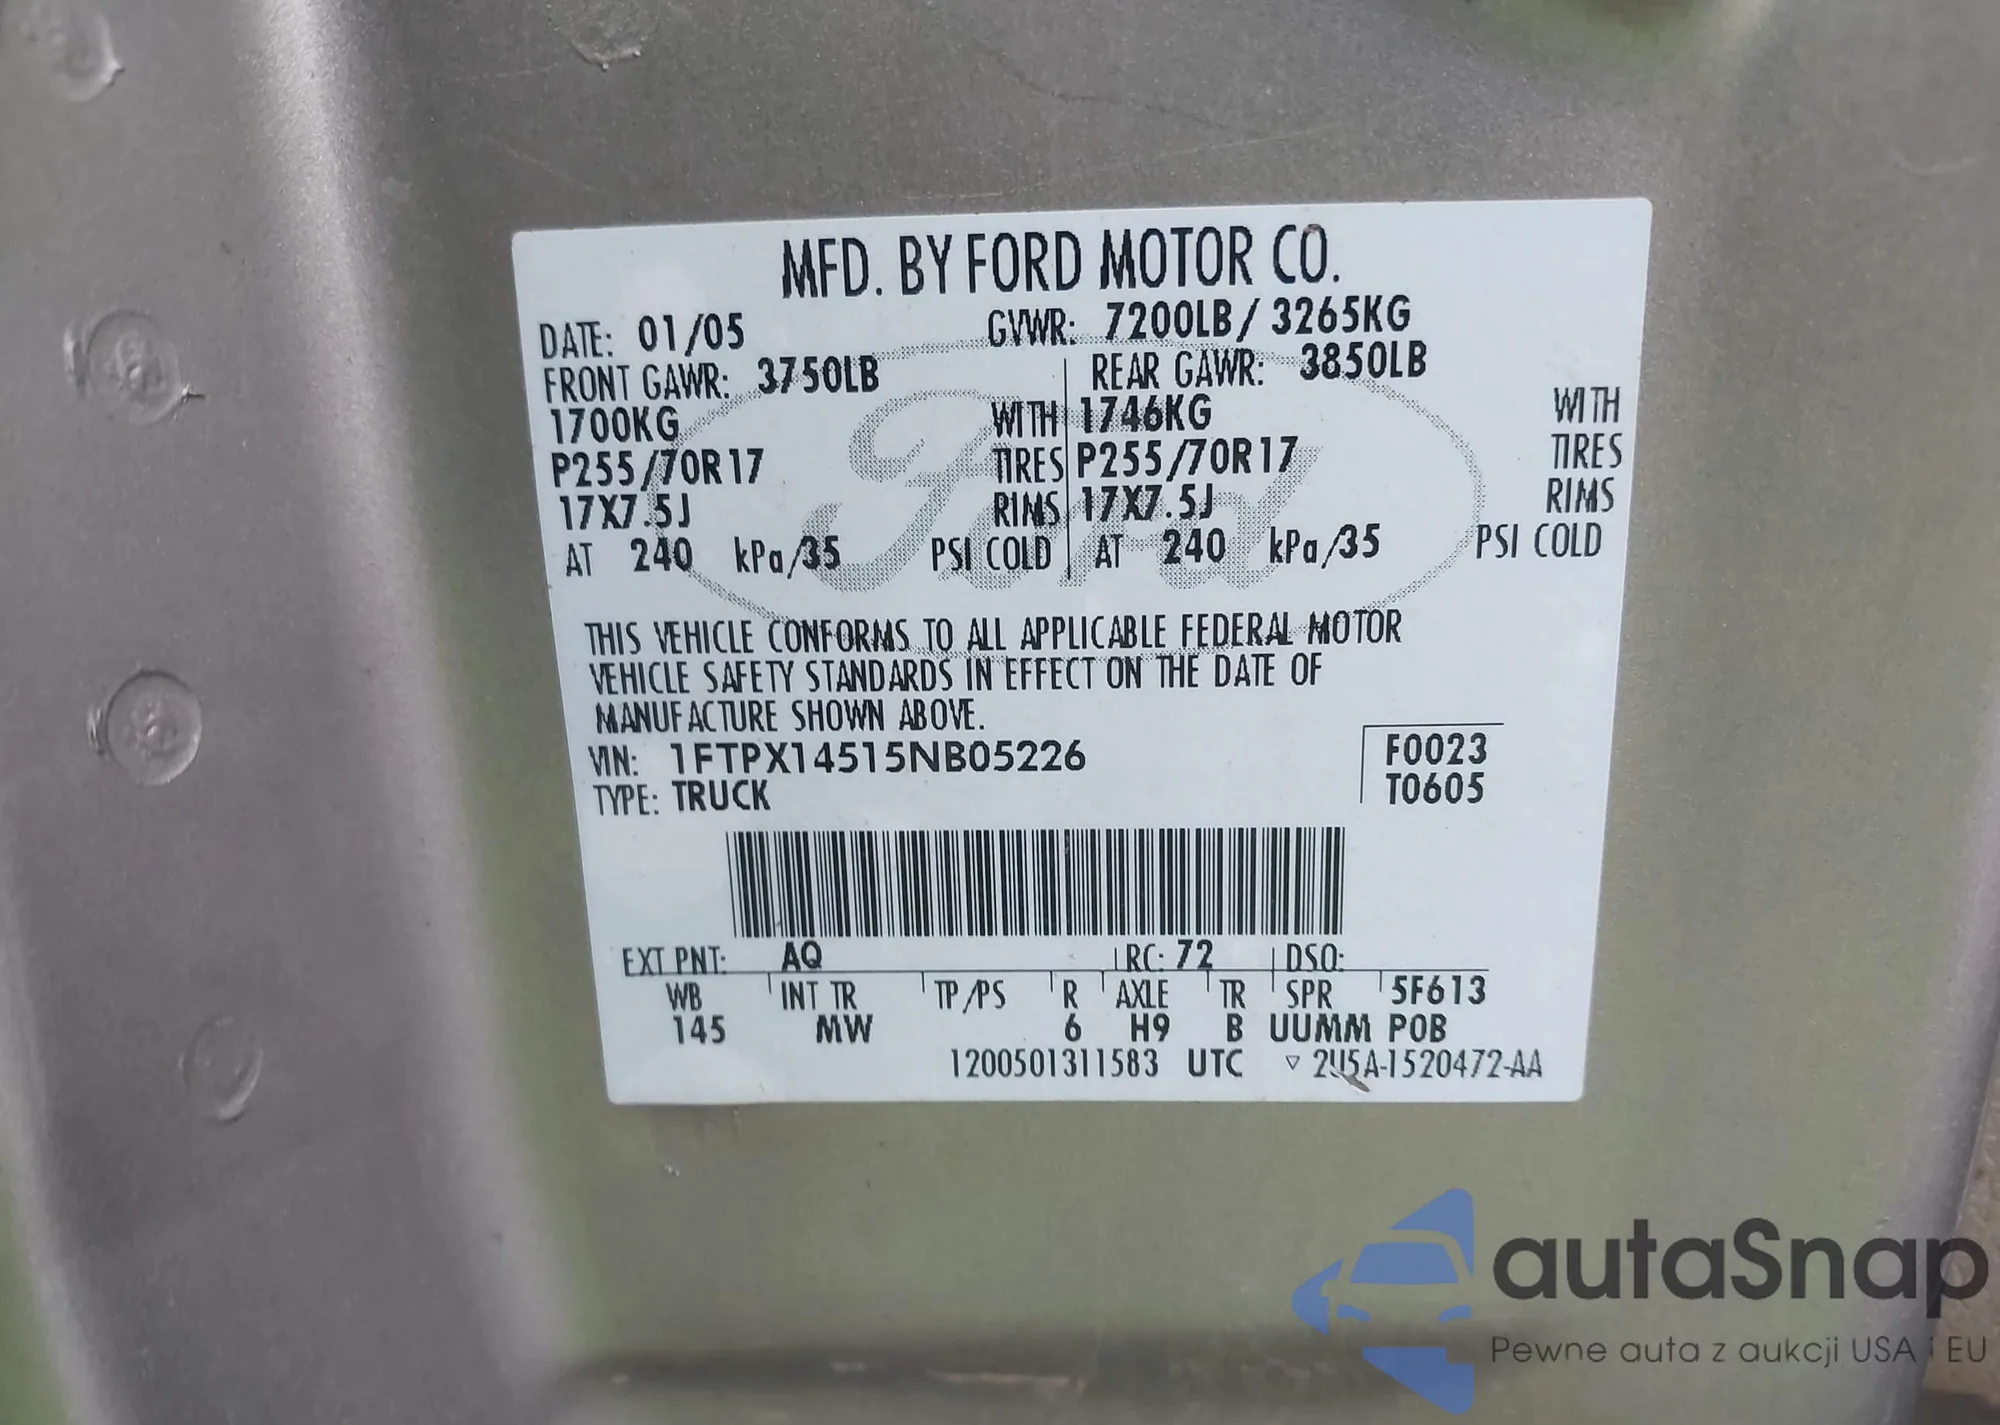 MFD. BY FORD MOTOR CO.
DATE: 01/05 GVWR: 7200LB/ 3265KG
FRONT GAWR: 3750LB REAR GAWR: 3850LB
1700KG WITH 1746KG WITH
P255/70R17 TIRES P255/70R17 TIRES
17X7.5J RIMS 17X7.5J RIMS
AT 240 kPa/35 PSI COLD AT 240 kPa/35 PSI COLD
Ford
THIS VEHICLE CONFORMS TO ALL APPLICABLE FEDERAL MOTOR
VEHICLE SAFETY STANDARDS IN EFFECT ON THE DATE OF
MANUFACTURE SHOWN ABOVE.
VIN: 1FTPX14515NB05226 F0023
TYPE: TRUCK T0605
EXT PNT: AQ RC: 72 DSO:
WB INT TR TP/PS R AXLE TR SPR 5F613
145 MW 6 H9 B UUMM POB
1200501311583 UTC ▽ 2U5A-1520472-AA
autaSnap
Pewne auta z aukcji USA i EU